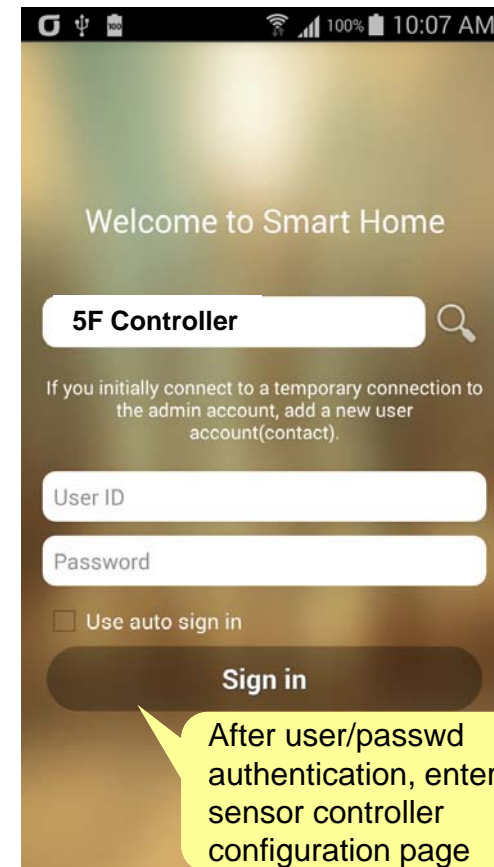 100 100% 10:07 AM
Welcome to Smart Home
5F Controller
If you initially connect to a temporary connection to
the admin account, add a new user
account(contact).
User ID
Password
Use auto sign in
Sign in
After user/passwd
authentication, enter
sensor controller
configuration page